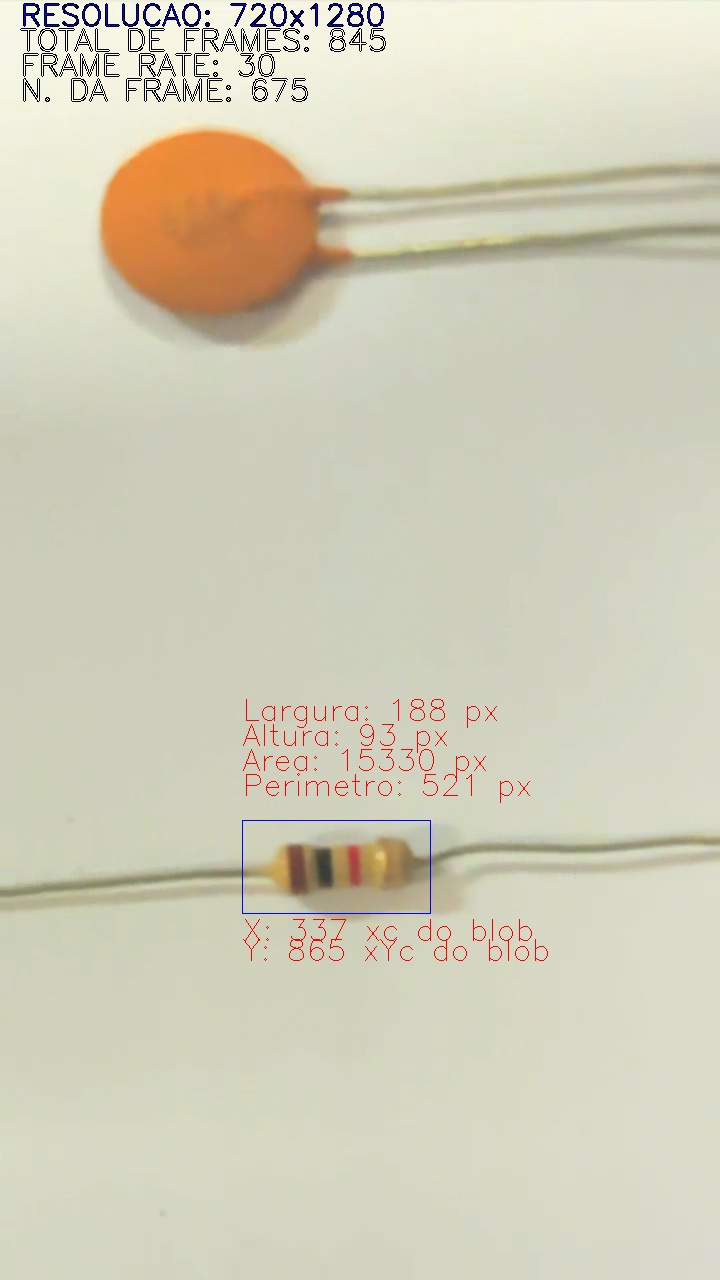 RESOLUCAO: 720x1280
TOTAL DE FRAMES: 845
FRAME RATE: 30
N. DA FRAME: 675
Largura: 188 px
Altura: 93 px
Area: 15330 px
Perimetro: 521 px
X: 337 xc do blob
Y: 865 xYc do blob